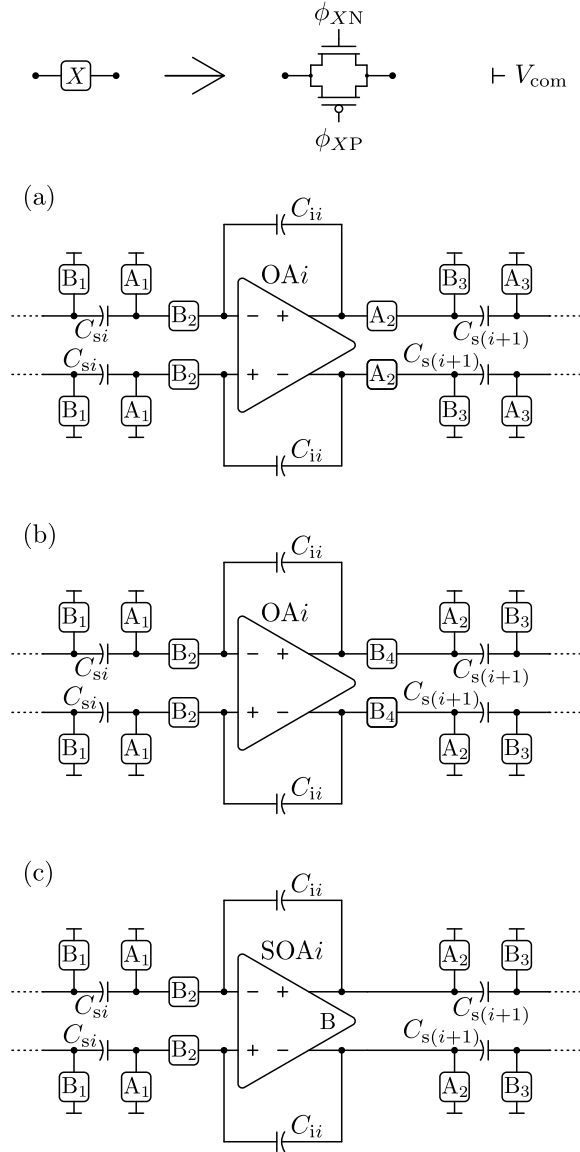 ϕXN
X
Vcom
ϕXP
(a)
Cii
B1 A1 OAi B3 A3
B2 − + A2
Csi Cs(i+1)
Csi Cs(i+1)
B2 + − A2
B1 A1 B3 A3
Cii
(b)
Cii
B1 A1 OAi A2 B3
B2 − + B4
Csi Cs(i+1)
Csi Cs(i+1)
B2 + − B4
B1 A1 A2 B3
Cii
(c)
Cii
B1 A1 SOAi A2 B3
B2 − +
Csi B Cs(i+1)
Csi Cs(i+1)
B2 + −
B1 A1 A2 B3
Cii